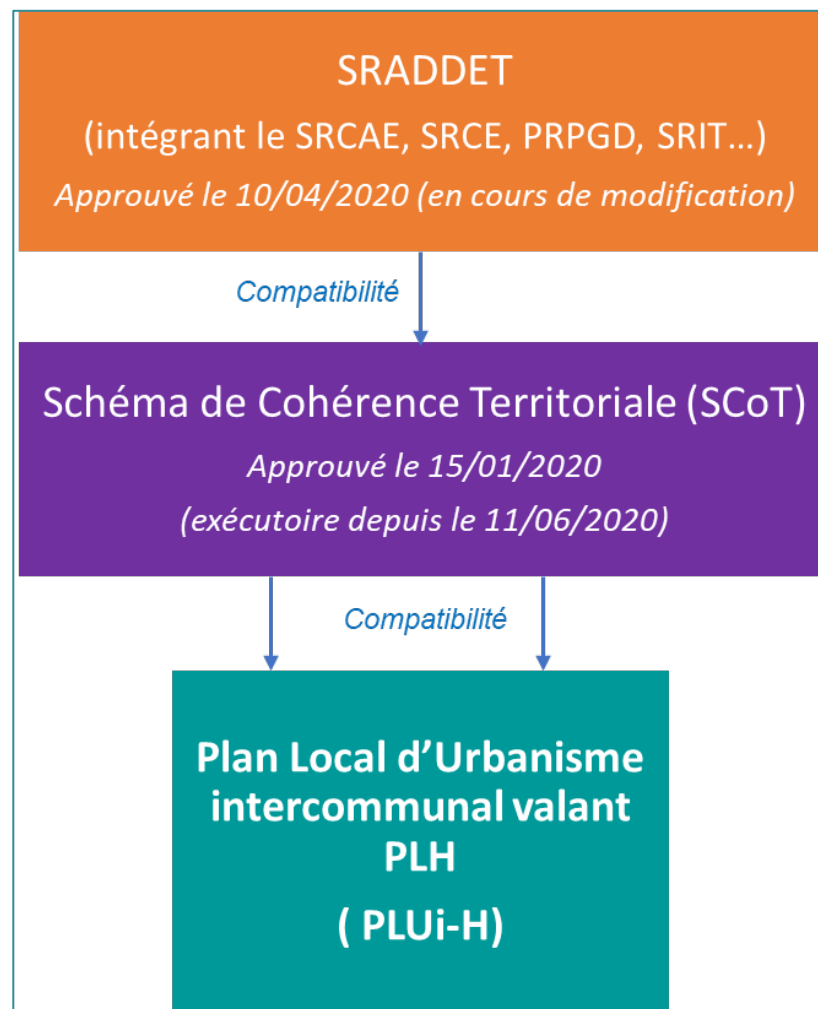 SRADDET
(intégrant le SRCAE, SRCE, PRPGD, SRIT…)
Approuvé le 10/04/2020 (en cours de modification)
Compatibilité
Schéma de Cohérence Territoriale (SCoT)
Approuvé le 15/01/2020
(exécutoire depuis le 11/06/2020)
Compatibilité
Plan Local d’Urbanisme
intercommunal valant
PLH
( PLUi-H)